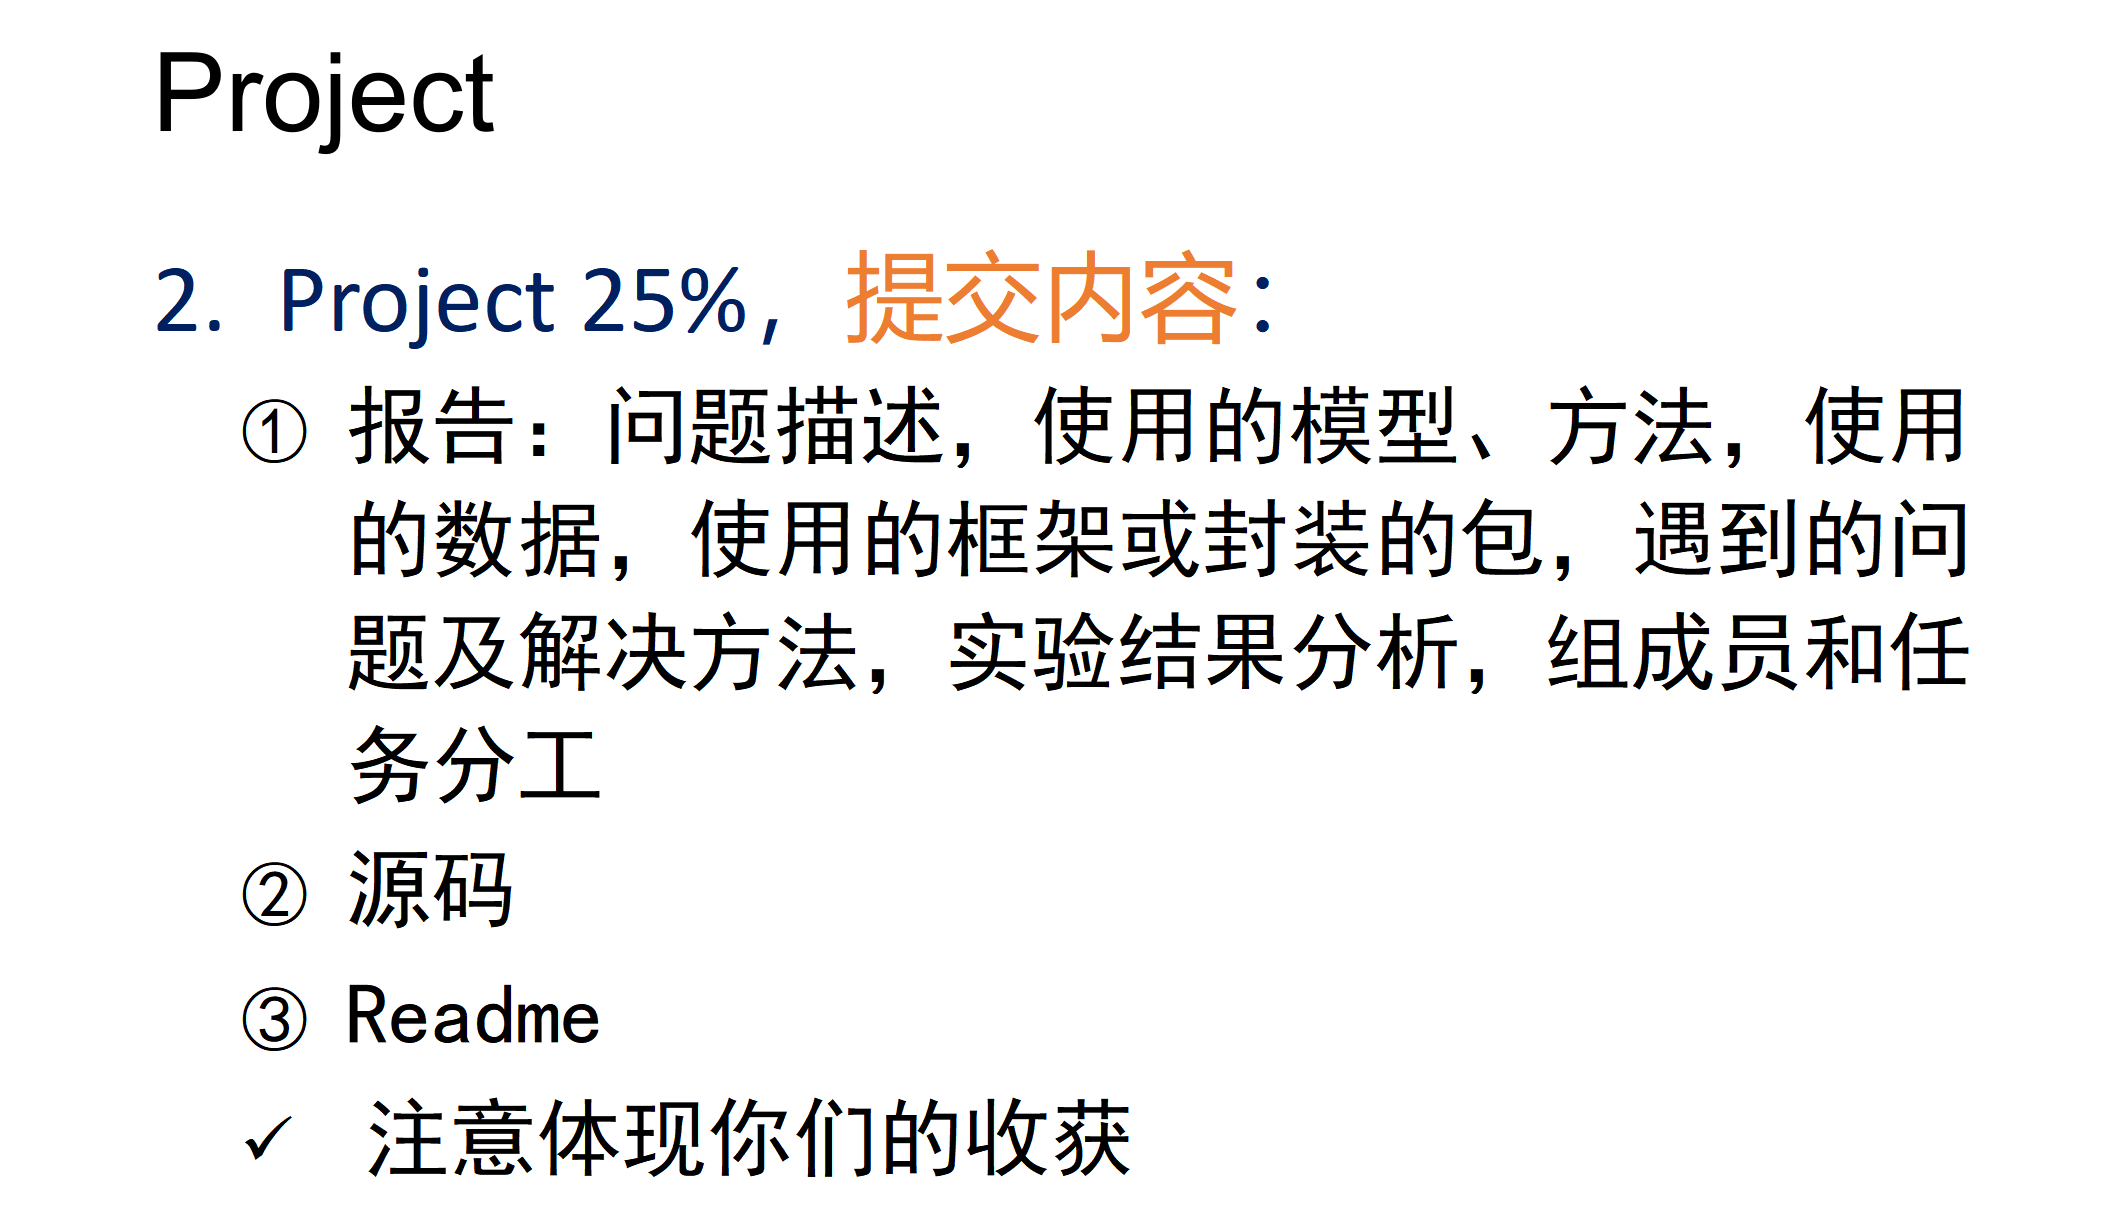 Project
2. Project 25%，提交内容：
① 报告：问题描述，使用的模型、方法，使用
的数据，使用的框架或封装的包，遇到的问
题及解决方法，实验结果分析，组成员和任
务分工
② 源码
③ Readme
✓ 注意体现你们的收获